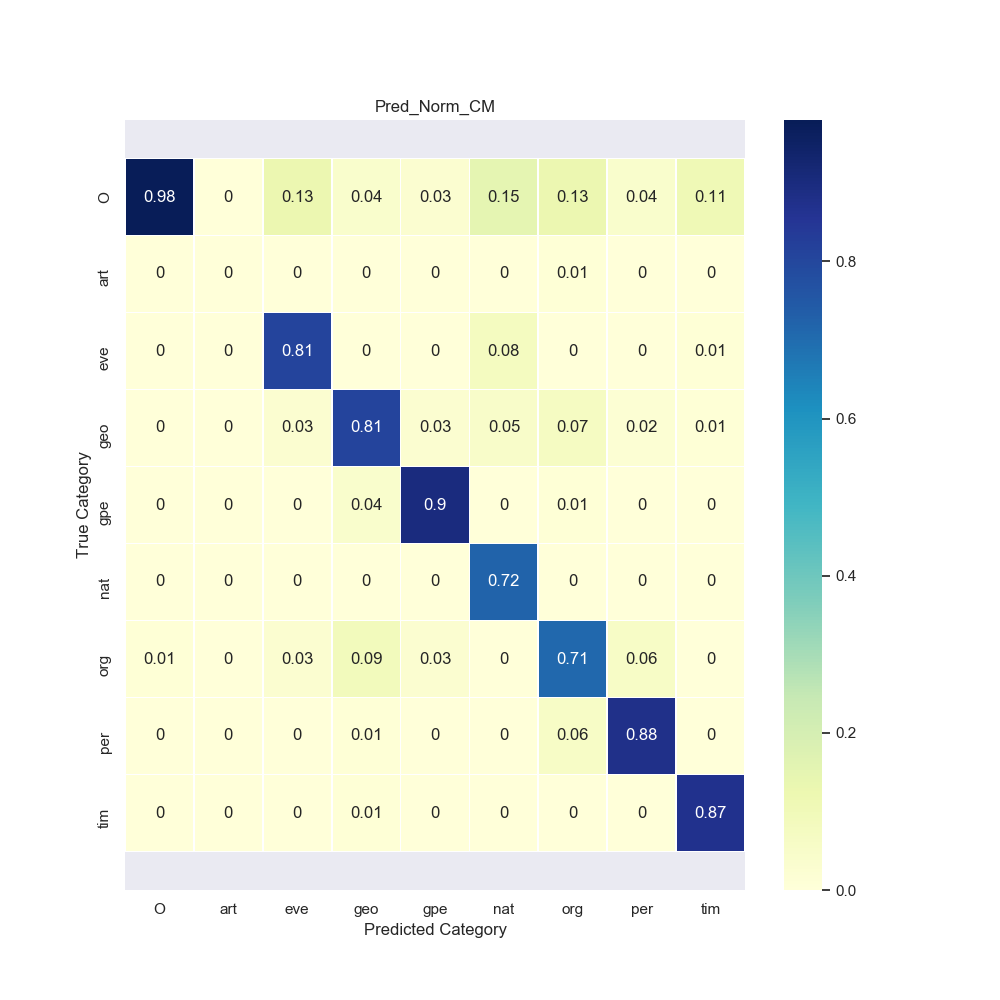 Pred_Norm_CM
O 0.98 0 0.13 0.04 0.03 0.15 0.13 0.04 0.11
art 0 0 0 0 0 0 0.01 0 0
eve 0 0 0.81 0 0 0.08 0 0 0.01
geo 0 0 0.03 0.81 0.03 0.05 0.07 0.02 0.01
gpe 0 0 0 0.04 0.9 0 0.01 0 0
nat 0 0 0 0 0 0.72 0 0 0
org 0.01 0 0.03 0.09 0.03 0 0.71 0.06 0
per 0 0 0 0.01 0 0 0.06 0.88 0
tim 0 0 0 0.01 0 0 0 0 0.87
O art eve geo gpe nat org per tim
Predicted Category
True Category
0.8
0.6
0.4
0.2
0.0